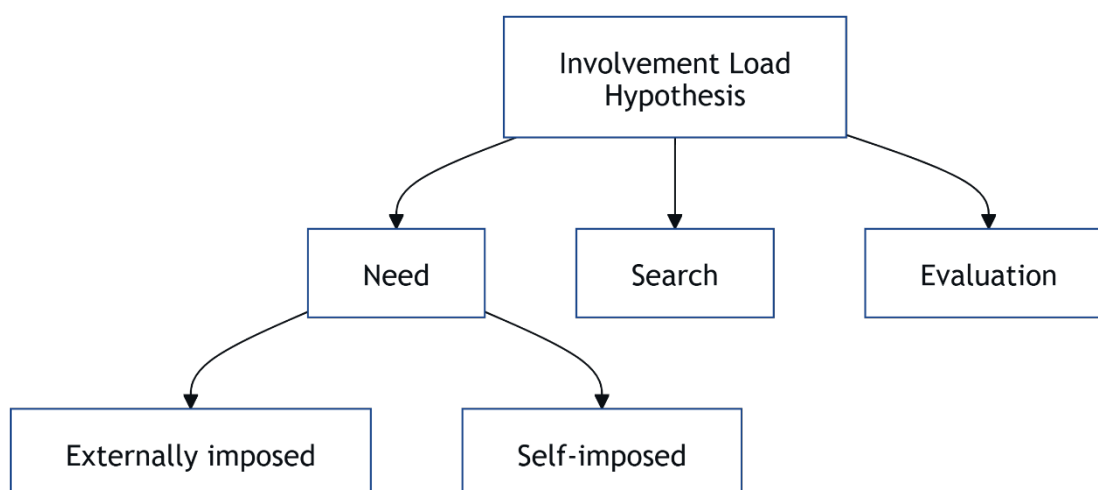 Involvement Load
Hypothesis
Need
Search
Evaluation
Externally imposed
Self-imposed